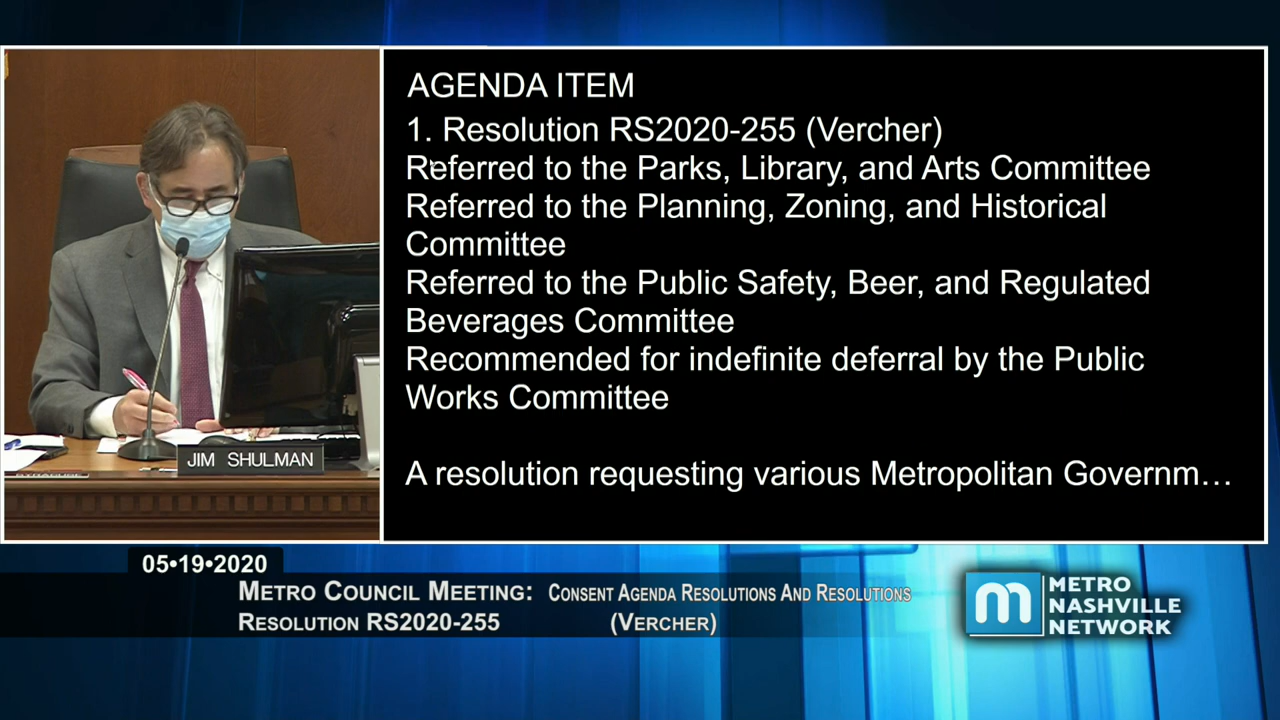 AGENDA ITEM
1. Resolution RS2020-255 (Vercher)
Referred to the Parks, Library, and Arts Committee
Referred to the Planning, Zoning, and Historical
Committee
Referred to the Public Safety, Beer, and Regulated
Beverages Committee
Recommended for indefinite deferral by the Public
Works Committee
A resolution requesting various Metropolitan Governm…
JIM SHULMAN
05•19•2020
METRO COUNCIL MEETING: CONSENT AGENDA RESOLUTIONS AND RESOLUTIONS
RESOLUTION RS2020-255 (VERCHER)
m METRO
NASHVILLE
NETWORK